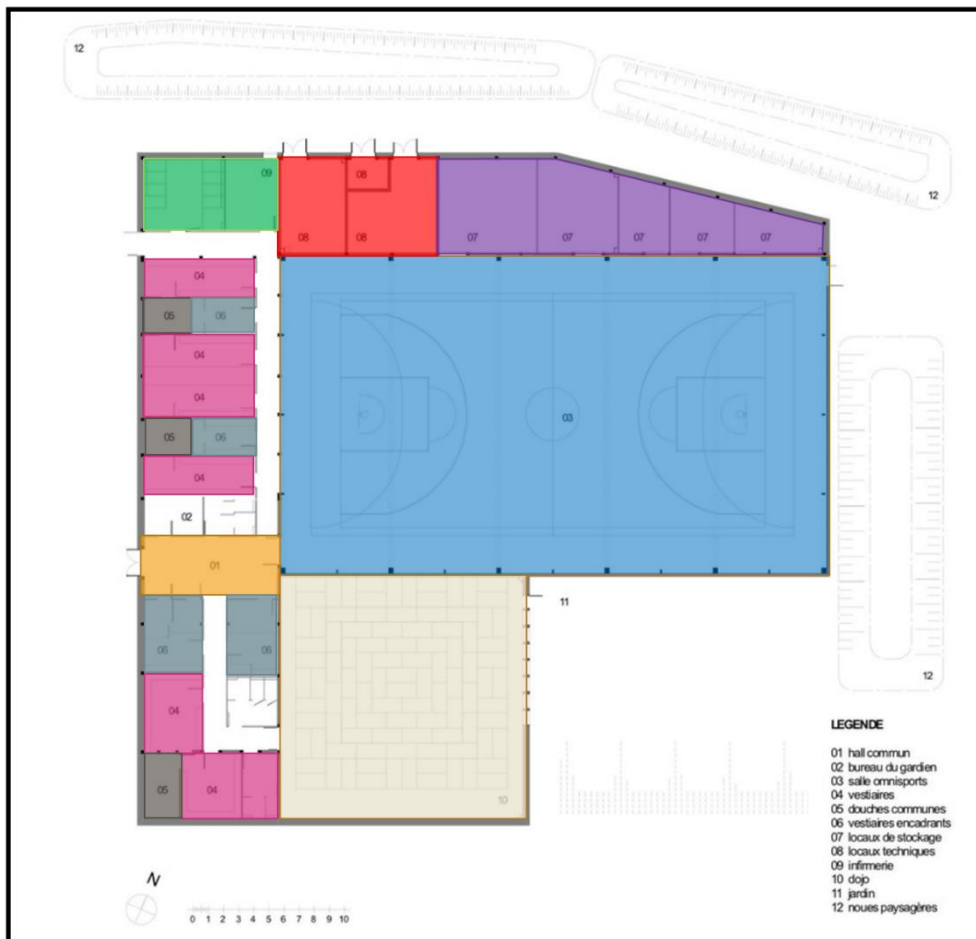 12
12
09
08
08
08
07
07
07
07
07
04
05
06
04
04
03
05
06
04
02
01
11
06
06
12
04
05
04
10
LEGENDE
01 hall commun
02 bureau du gardien
03 salle omnisports
04 vestiaires
05 douches communes
06 vestiaires encadrants
07 locaux de stockage
08 locaux techniques
09 infirmerie
10 dojo
11 jardin
12 noues paysagères
N
0 1 2 3 4 5 6 7 8 9 10